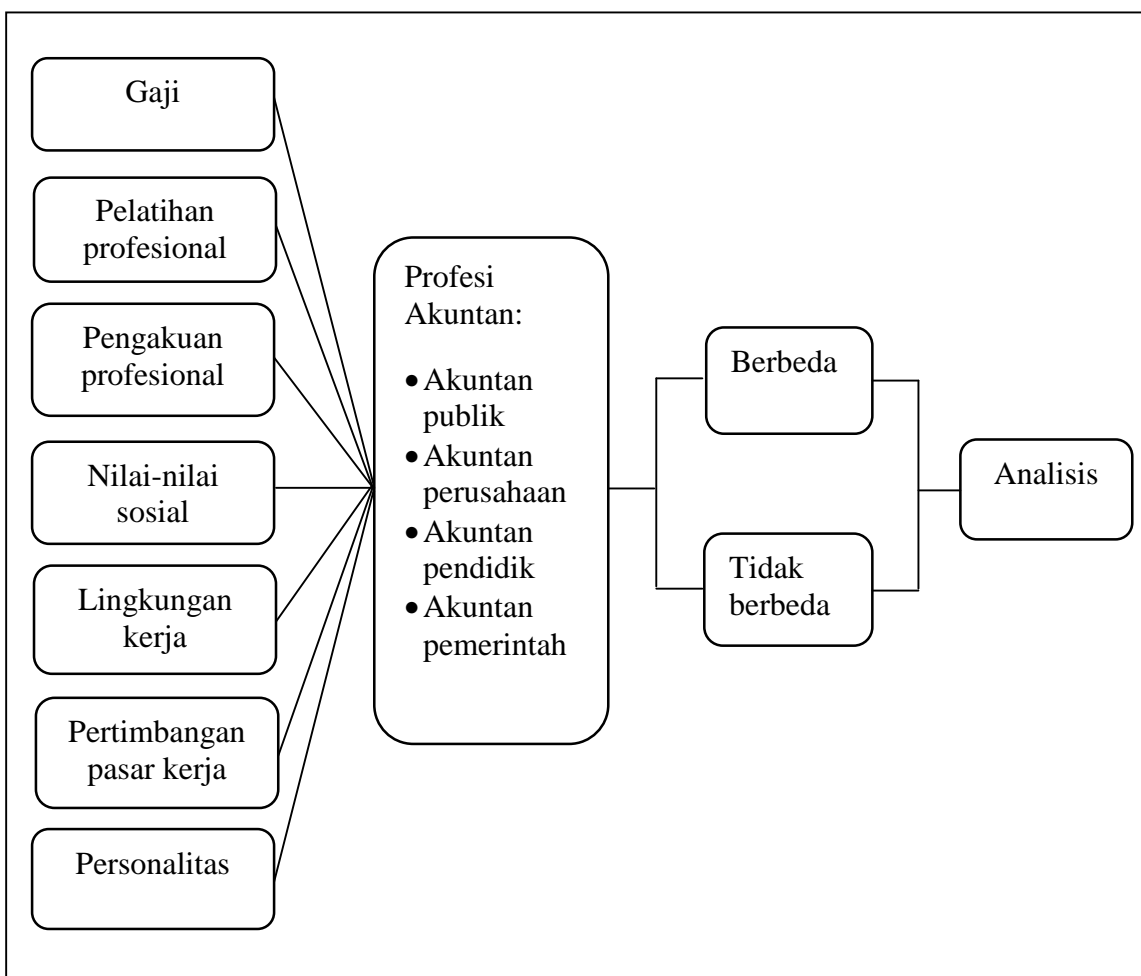 Gaji
Pelatihan
profesional
Pengakuan
profesional
Nilai-nilai
sosial
Lingkungan
kerja
Pertimbangan
pasar kerja
Personalitas
Profesi
Akuntan:
• Akuntan
publik
• Akuntan
perusahaan
• Akuntan
pendidik
• Akuntan
pemerintah
Berbeda
Tidak
berbeda
Analisis